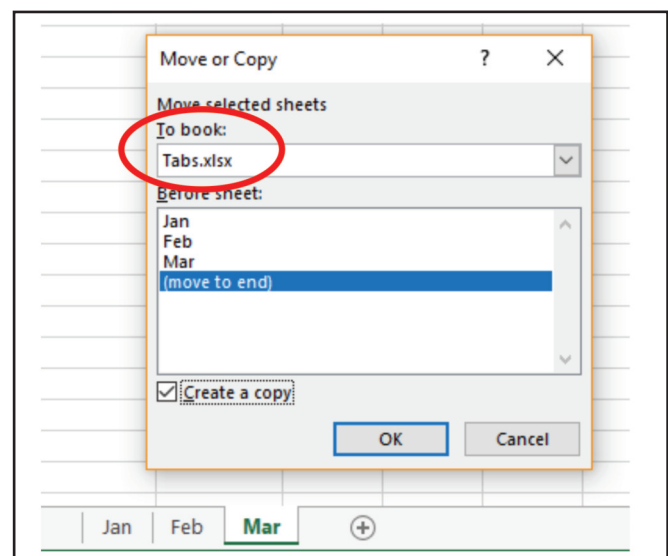 Move or Copy ? ×
Move selected sheets
To book:
Tabs.xlsx
Before sheet:
Jan
Feb
Mar
(move to end)
Create a copy
OK Cancel
Jan Feb Mar